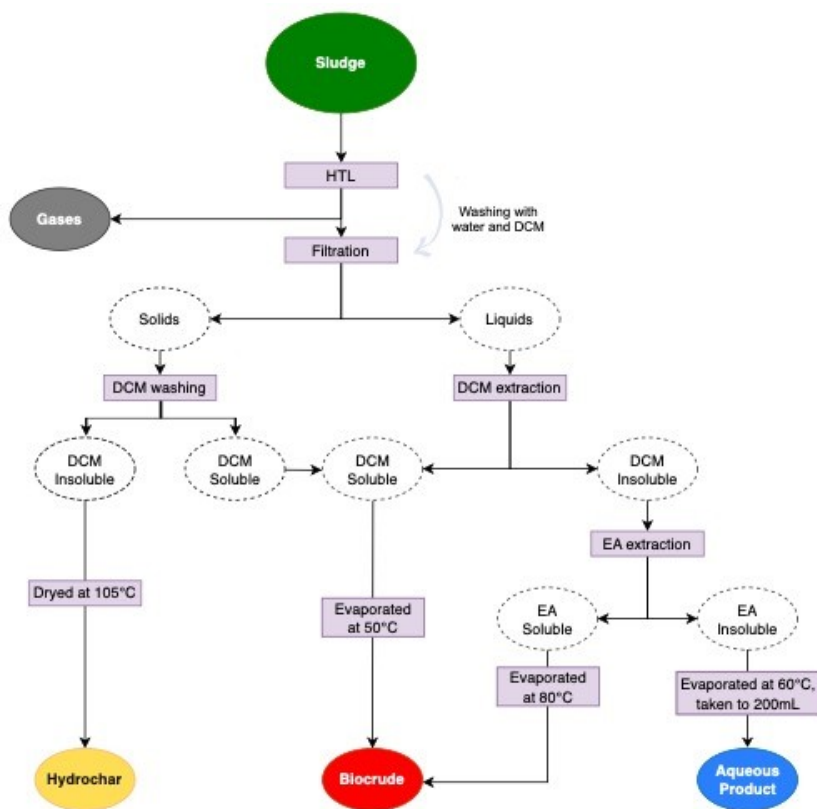 Sludge
HTL
Gases
Washing with
water and DCM
Filtration
Solids
Liquids
DCM washing
DCM extraction
DCM
Insoluble
DCM
Soluble
DCM
Soluble
DCM
Insoluble
EA extraction
Dryed at 105°C
Evaporated
at 50°C
EA
Soluble
EA
Insoluble
Evaporated
at 80°C
Evaporated at 60°C,
taken to 200mL
Hydrochar
Biocrude
Aqueous
Product